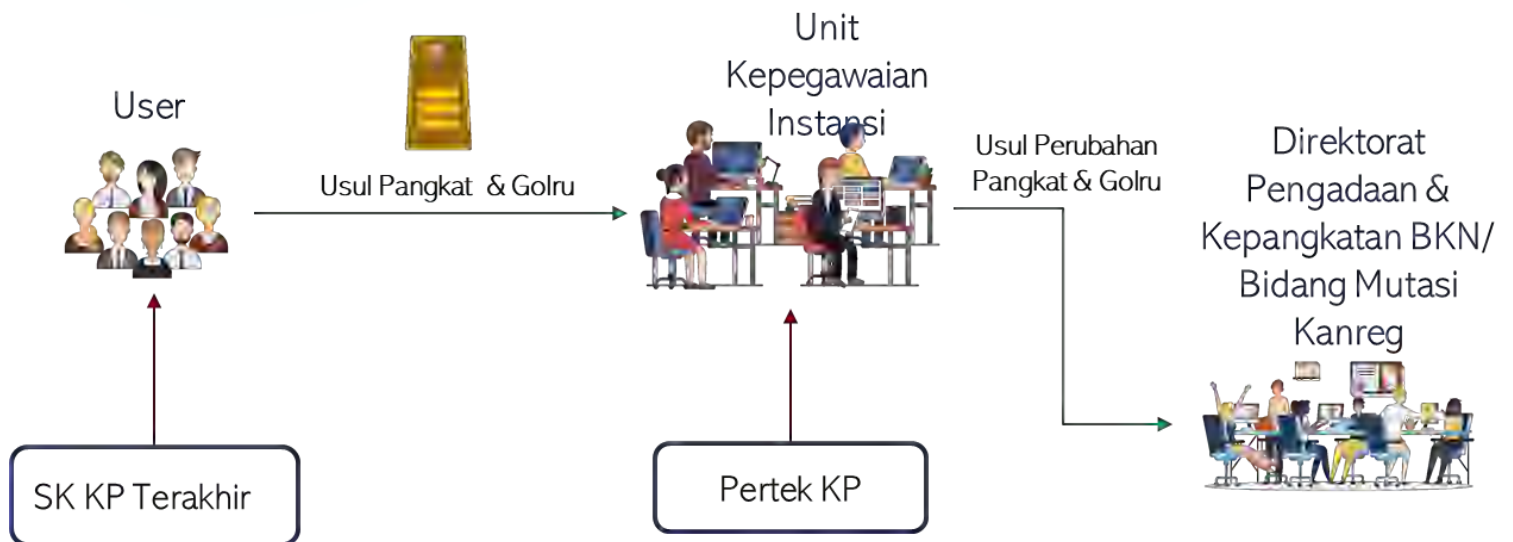 User
Usul Pangkat & Golru
Unit
Kepegawaian
Instansi
Usul Perubahan
Pangkat & Golru
Direktorat
Pengadaan &
Kepangkatan BKN/
Bidang Mutasi
Kanreg
SK KP Terakhir
Pertek KP